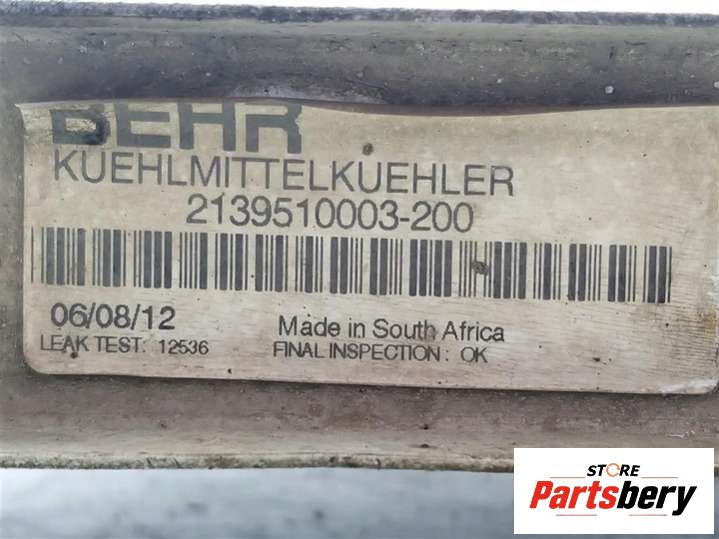 BEHR
KUEHLMITTELKUEHLER
2139510003-200
06/08/12
Made in South Africa
LEAK TEST: 12536
FINAL INSPECTION : OK
STORE
Partsbery